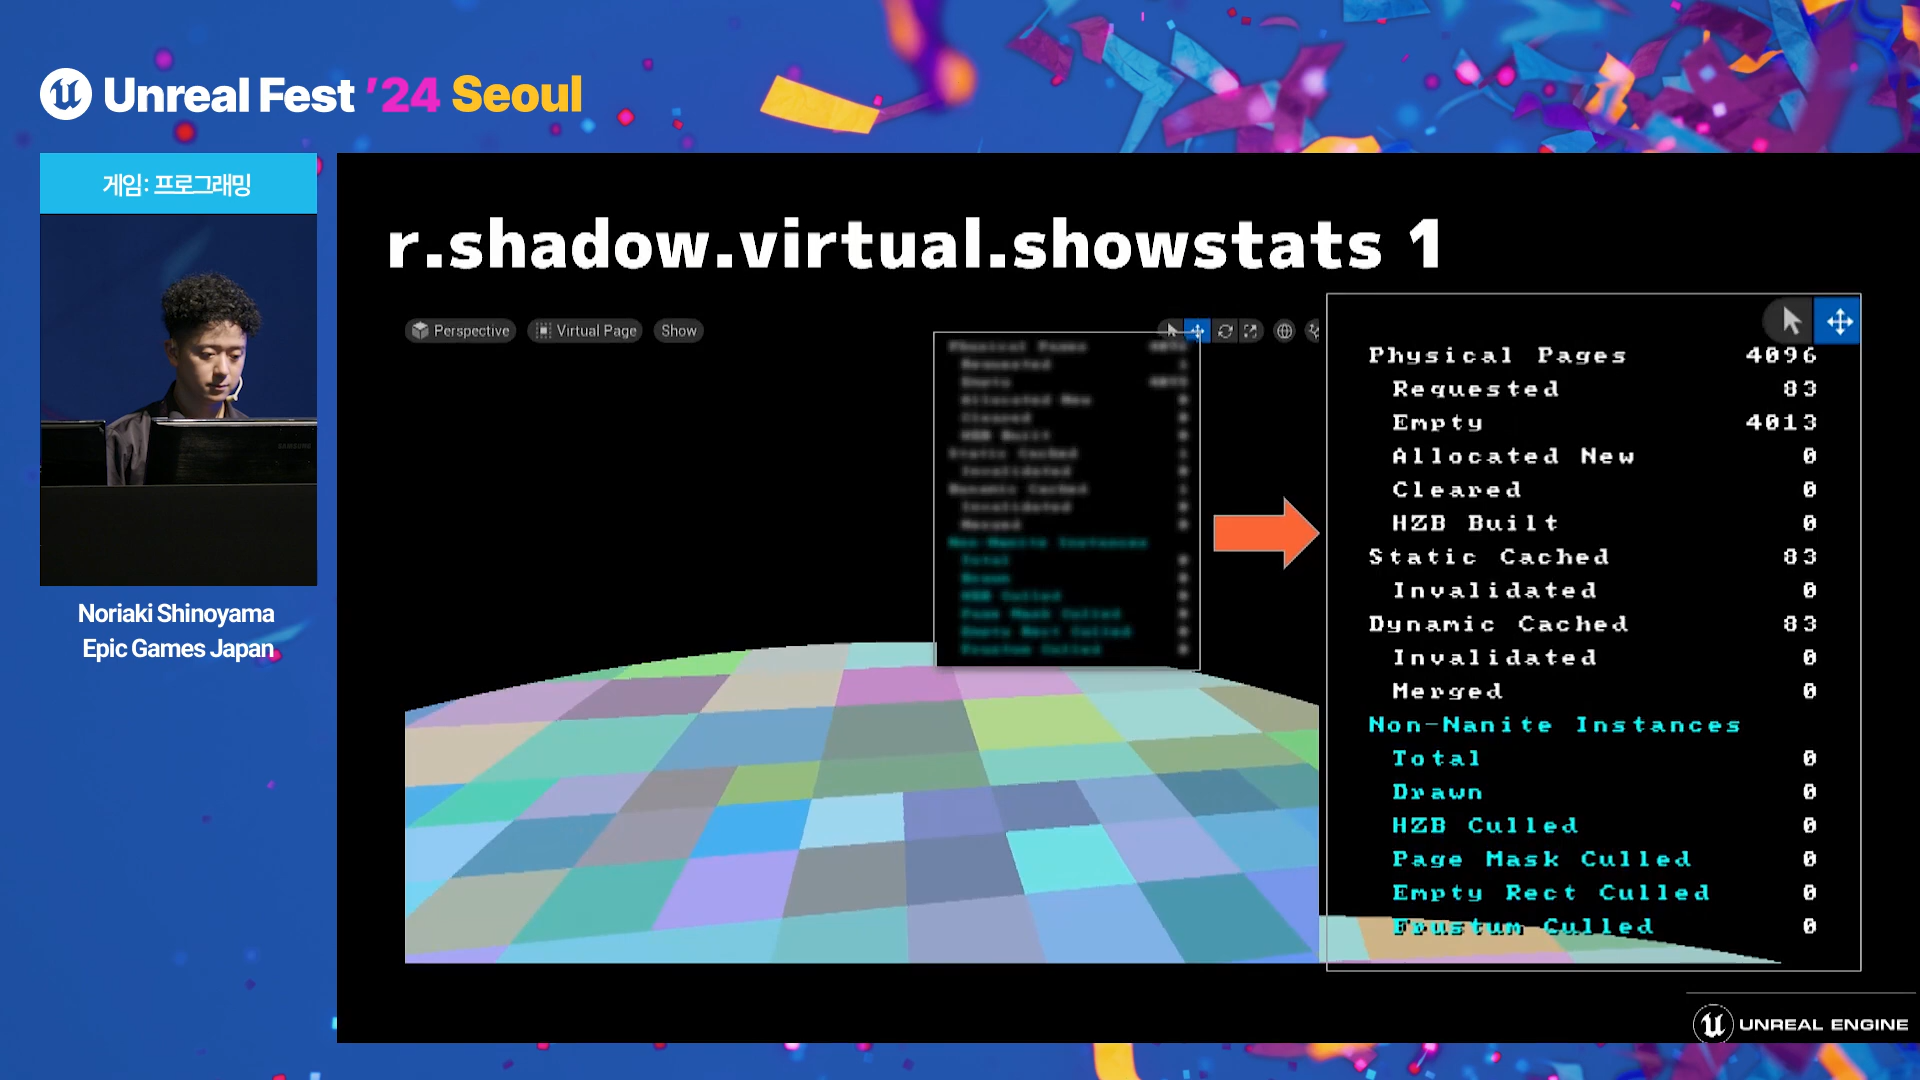 Unreal Fest '24 Seoul
게임: 프로그래밍
SAMSUNG
Noriaki Shinoyama
Epic Games Japan
r.shadow.virtual.showstats 1
Perspective
Virtual Page
Show
Physical Pages 4096
Requested 83
Empty 4013
Allocated New 0
Cleared 0
HZB Built 0
Static Cached 83
Invalidated 0
Dynamic Cached 83
Invalidated 0
Merged 0
Non-Nanite Instances
Total 0
Drawn 0
HZB Culled 0
Page Mask Culled 0
Empty Rect Culled 0
Frustum Culled 0
UNREAL ENGINE